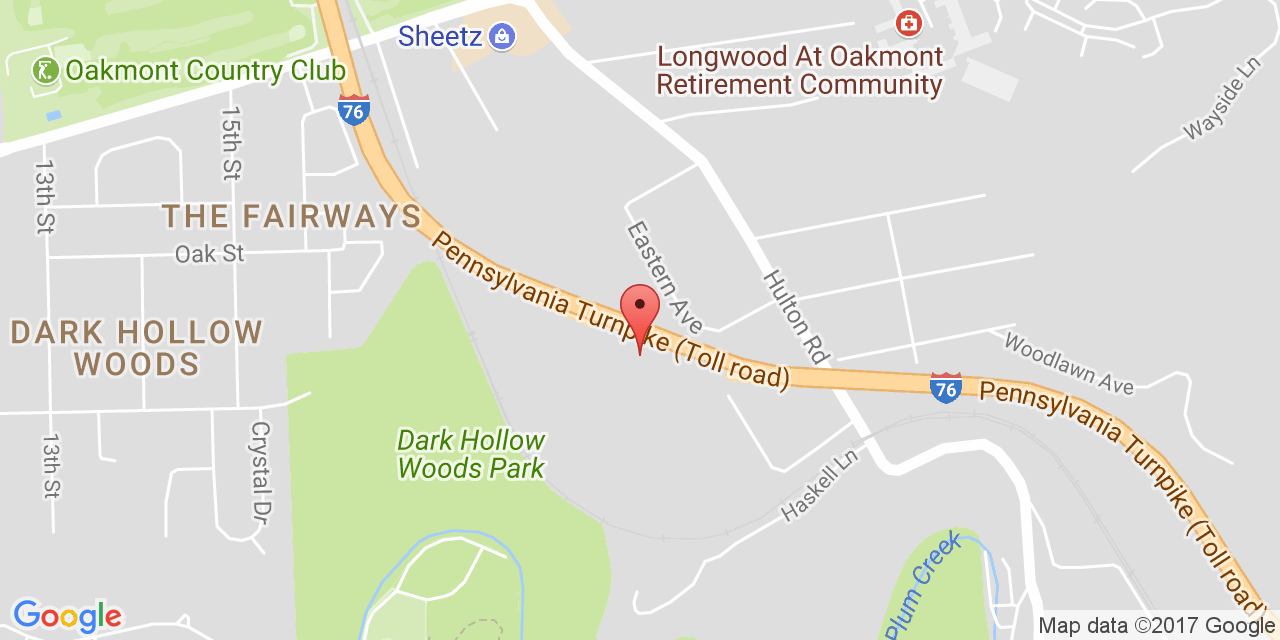 Sheetz
Longwood At Oakmont
Retirement Community
Oakmont Country Club
Wayside Ln
76
15th St
13th St
THE FAIRWAYS
Oak St
Pennsylvania Turnpike (Toll road)
Eastern Ave
Hulton Rd
DARK HOLLOW
WOODS
Woodlawn Ave
76
Pennsylvania Turnpike (Toll road)
Dark Hollow
Woods Park
13th St
Crystal Dr
Haskell Ln
Plum Creek
Google
Map data ©2017 Google